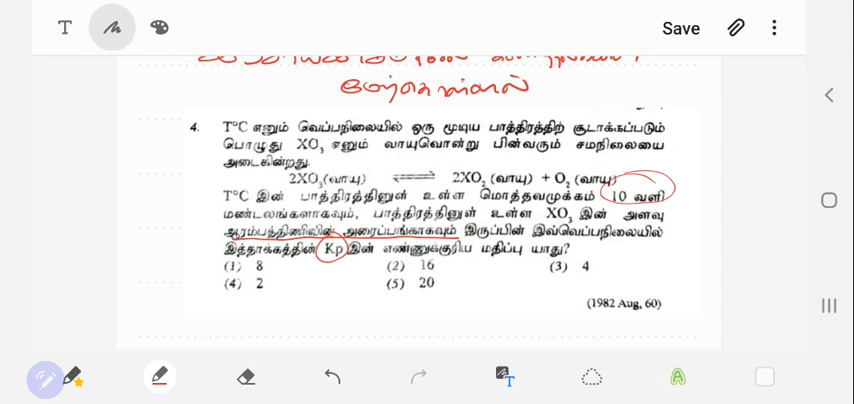 T
Save
மேற்கொள்ளல்
4. T°C எனும் வெப்பநிலையில் ஒரு மூடிய பாத்திரத்திற் சூடாக்கப்படும்
பொழுது XO₃ எனும் வாயுவொன்று பின்வரும் சமநிலையை
அடைகின்றது.
2XO₃(வாயு) ⇌ 2XO₂ (வாயு) + O₂ (வாயு)
T°C இன் பாத்திரத்தினுள் உள்ள மொத்தவமுக்கம் 10 வளி
மண்டலங்களாகவும், பாத்திரத்தினுள் உள்ள XO₃ இன் அளவு
ஆரம்பத்திணிவின் அரைப்பங்காகவும் இருப்பின் இவ்வெப்பநிலையில்
இத்தாக்கத்தின் Kp இன் எண்ணுக்குரிய மதிப்பு யாது?
(1) 8 (2) 16 (3) 4
(4) 2 (5) 20
(1982 Aug, 60)
T
A